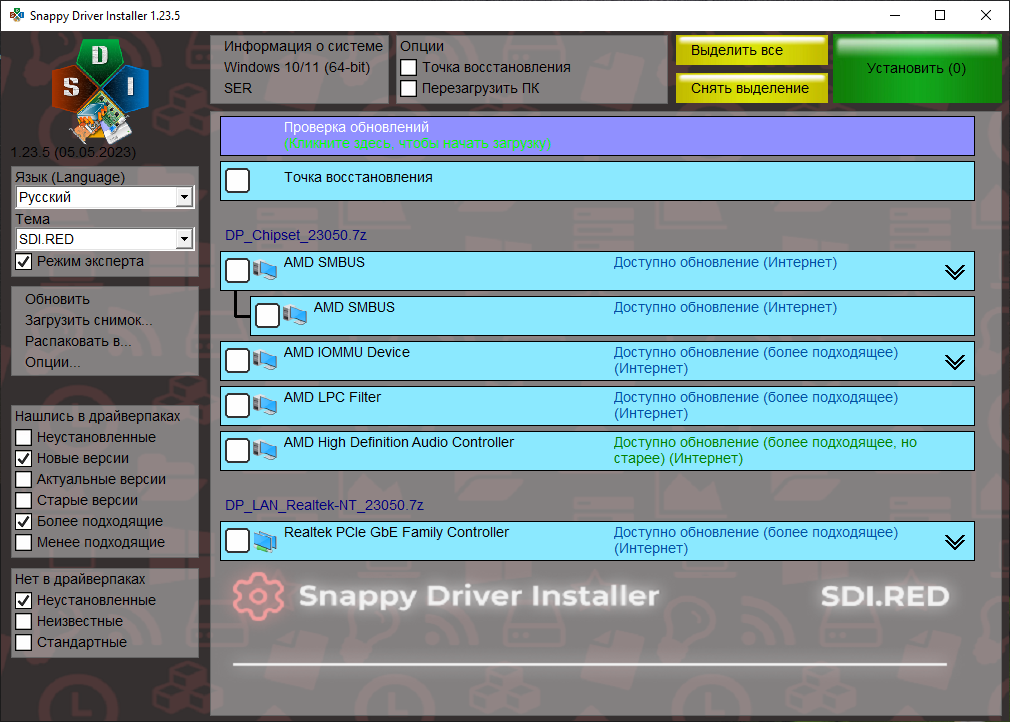 Snappy Driver Installer 1.23.5
D
S
I
1.23.5 (05.05.2023)
Язык (Language)
Русский
Тема
SDI.RED
Режим эксперта
Обновить
Загрузить снимок...
Распаковать в...
Опции...
Нашлись в драйверпаках
Неустановленные
Новые версии
Актуальные версии
Старые версии
Более подходящие
Менее подходящие
Нет в драйверпаках
Неустановленные
Неизвестные
Стандартные
Информация о системе
Windows 10/11 (64-bit)
SER
Опции
Точка восстановления
Перезагрузить ПК
Выделить все
Снять выделение
Установить (0)
Проверка обновлений
(Кликните здесь, чтобы начать загрузку)
Точка восстановления
DP_Chipset_23050.7z
AMD SMBUS
Доступно обновление (Интернет)
AMD SMBUS
Доступно обновление (Интернет)
AMD IOMMU Device
Доступно обновление (более подходящее)
(Интернет)
AMD LPC Filter
Доступно обновление (более подходящее)
(Интернет)
AMD High Definition Audio Controller
Доступно обновление (более подходящее, но
старее) (Интернет)
DP_LAN_Realtek-NT_23050.7z
Realtek PCIe GbE Family Controller
Доступно обновление (более подходящее)
(Интернет)
Snappy Driver Installer
SDI.RED